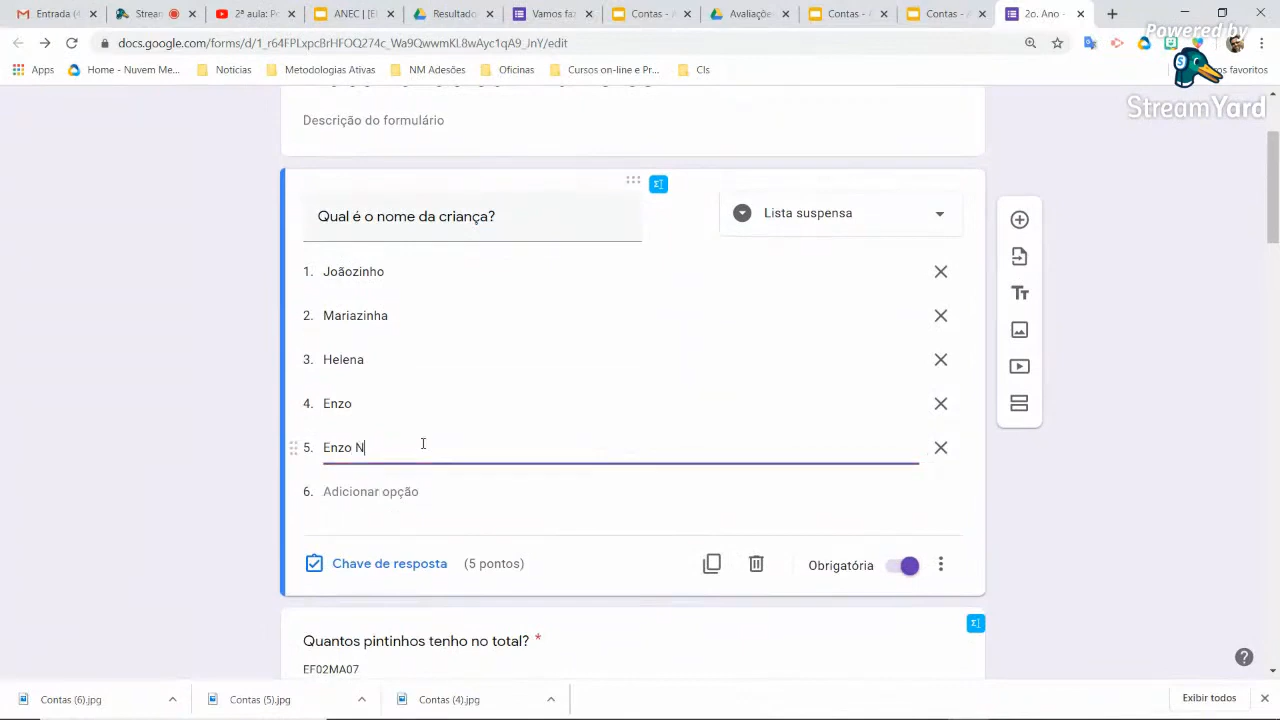 Entrada (4
Stream
2ª aula: Po
ANEC | [E
Resultado
Vamos fa
Contas - A
Avaliaçõe
Contas - A
Contas - A
2o. Ano -
Powered by
docs.google.com/forms/d/1_r64FPLxpcBrHFOQ274c_Wa9QwwmKLDAAyc1qA9_JnY/edit
Apps
Home - Nuvem Me...
Notícias
Metodologias Ativas
NM Adesões
Oficinas
Cursos on-line e Pr...
CIs
os favoritos
StreamYard
Descrição do formulário
Qual é o nome da criança?
Lista suspensa
1. Joãozinho
2. Mariazinha
3. Helena
4. Enzo
5. Enzo N
6. Adicionar opção
Chave de resposta (5 pontos)
Obrigatória
Quantos pintinhos tenho no total? *
EF02MA07
Contas (6).jpg
Contas (5).jpg
Contas (4).jpg
Exibir todos